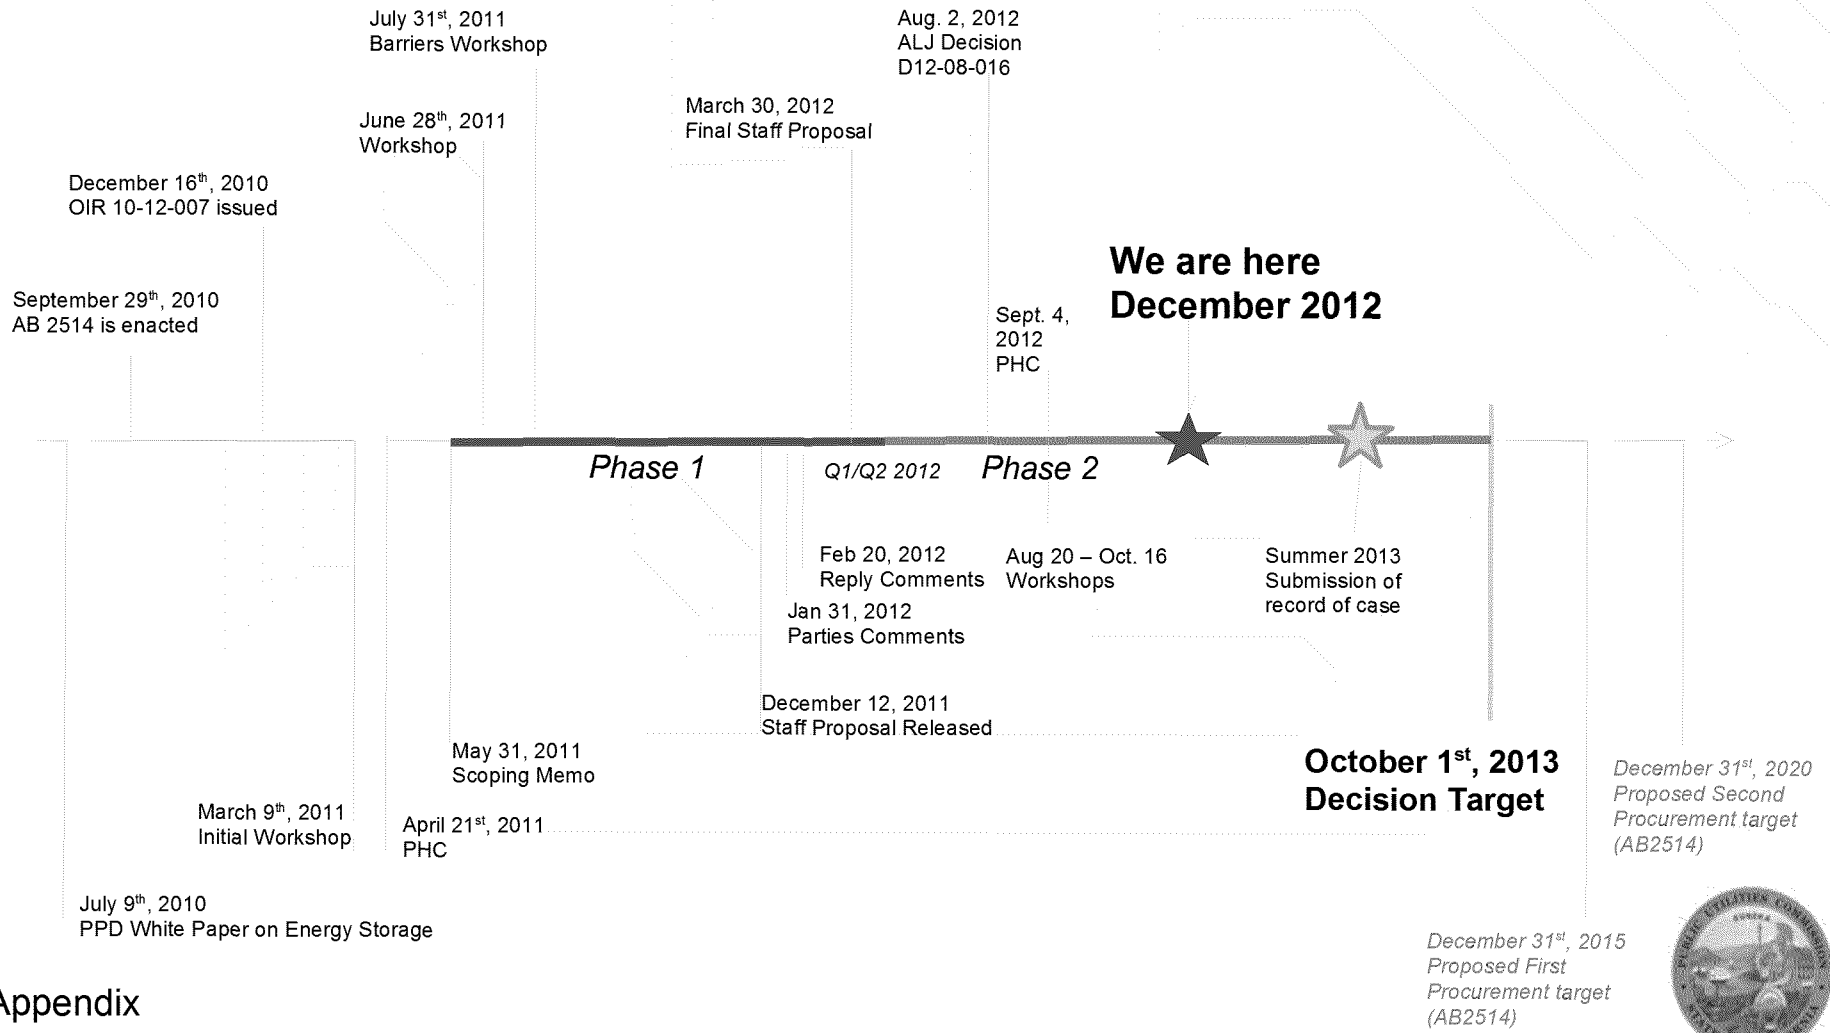 July 31st, 2011
Barriers Workshop
Aug. 2, 2012
ALJ Decision
D12-08-016
March 30, 2012
Final Staff Proposal
June 28th, 2011
Workshop
December 16th, 2010
OIR 10-12-007 issued
September 29th, 2010
AB 2514 is enacted
We are here
December 2012
Sept. 4,
2012
PHC
Phase 1
Q1/Q2 2012
Phase 2
Feb 20, 2012
Reply Comments
Aug 20 – Oct. 16
Workshops
Summer 2013
Submission of
record of case
Jan 31, 2012
Parties Comments
December 12, 2011
Staff Proposal Released
May 31, 2011
Scoping Memo
October 1st, 2013
Decision Target
December 31st, 2020
Proposed Second
Procurement target
(AB2514)
March 9th, 2011
Initial Workshop
April 21st, 2011
PHC
July 9th, 2010
PPD White Paper on Energy Storage
December 31st, 2015
Proposed First
Procurement target
(AB2514)
Appendix
PUBLIC UTILITIES COMMISSION
EUREKA